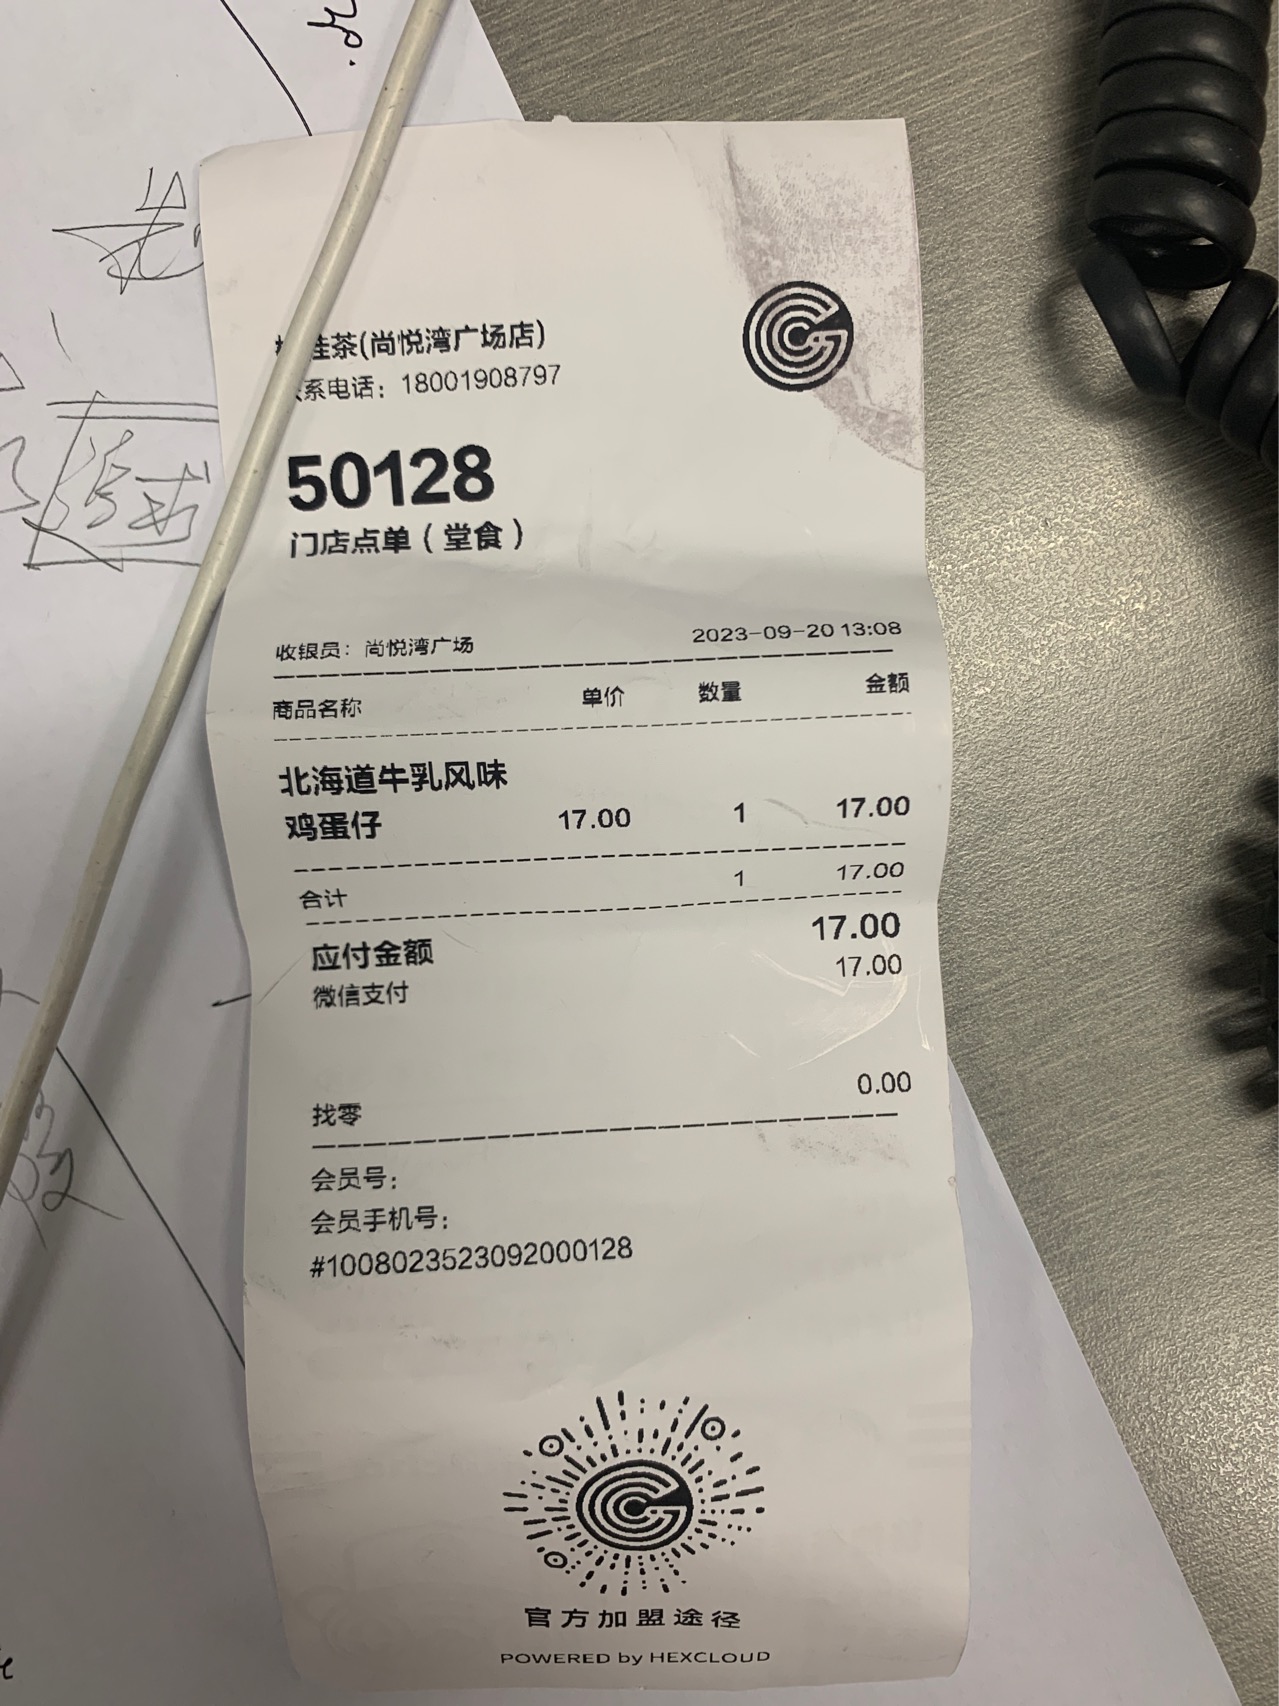 桂茶(尚悦湾广场店)
系电话：18001908797
50128
门店点单（堂食）
收银员：尚悦湾广场 2023-09-20 13:08
商品名称 单价 数量 金额
北海道牛乳风味
鸡蛋仔 17.00 1 17.00
合计 1 17.00
应付金额 17.00
微信支付 17.00
找零 0.00
会员号：
会员手机号：
#1008023523092000128
官方加盟途径
POWERED by HEXCLOUD